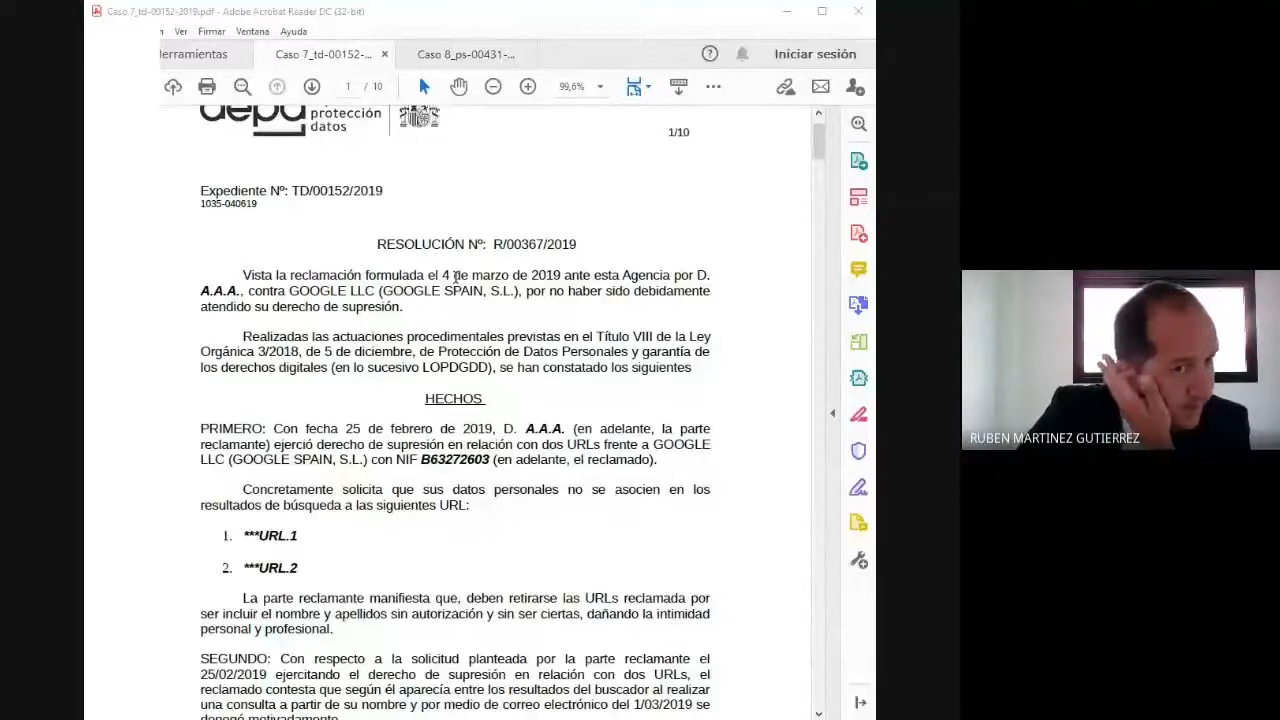 Caso 7_td-00152-2019.pdf - Adobe Acrobat Reader DC (32-bit)
Ver Firmar Ventana Ayuda
Herramientas Caso 7_td-00152-... × Caso 8_ps-00431-... Iniciar sesión
1 / 10 99,6%
aepd protección
datos
1/10
Expediente Nº: TD/00152/2019
1035-040619
RESOLUCIÓN Nº: R/00367/2019
Vista la reclamación formulada el 4 de marzo de 2019 ante esta Agencia por D.
A.A.A., contra GOOGLE LLC (GOOGLE SPAIN, S.L.), por no haber sido debidamente
atendido su derecho de supresión.
Realizadas las actuaciones procedimentales previstas en el Título VIII de la Ley
Orgánica 3/2018, de 5 de diciembre, de Protección de Datos Personales y garantía de
los derechos digitales (en lo sucesivo LOPDGDD), se han constatado los siguientes
HECHOS
PRIMERO: Con fecha 25 de febrero de 2019, D. A.A.A. (en adelante, la parte
reclamante) ejerció derecho de supresión en relación con dos URLs frente a GOOGLE
LLC (GOOGLE SPAIN, S.L.) con NIF B63272603 (en adelante, el reclamado).
Concretamente solicita que sus datos personales no se asocien en los
resultados de búsqueda a las siguientes URL:
1. ***URL.1
2. ***URL.2
La parte reclamante manifiesta que, deben retirarse las URLs reclamada por
ser incluir el nombre y apellidos sin autorización y sin ser ciertas, dañando la intimidad
personal y profesional.
SEGUNDO: Con respecto a la solicitud planteada por la parte reclamante el
25/02/2019 ejercitando el derecho de supresión en relación con dos URLs, el
reclamado contesta que según él aparecía entre los resultados del buscador al realizar
una consulta a partir de su nombre y por medio de correo electrónico del 1/03/2019 se
denegó motivadamente
RUBEN MARTINEZ GUTIERREZ